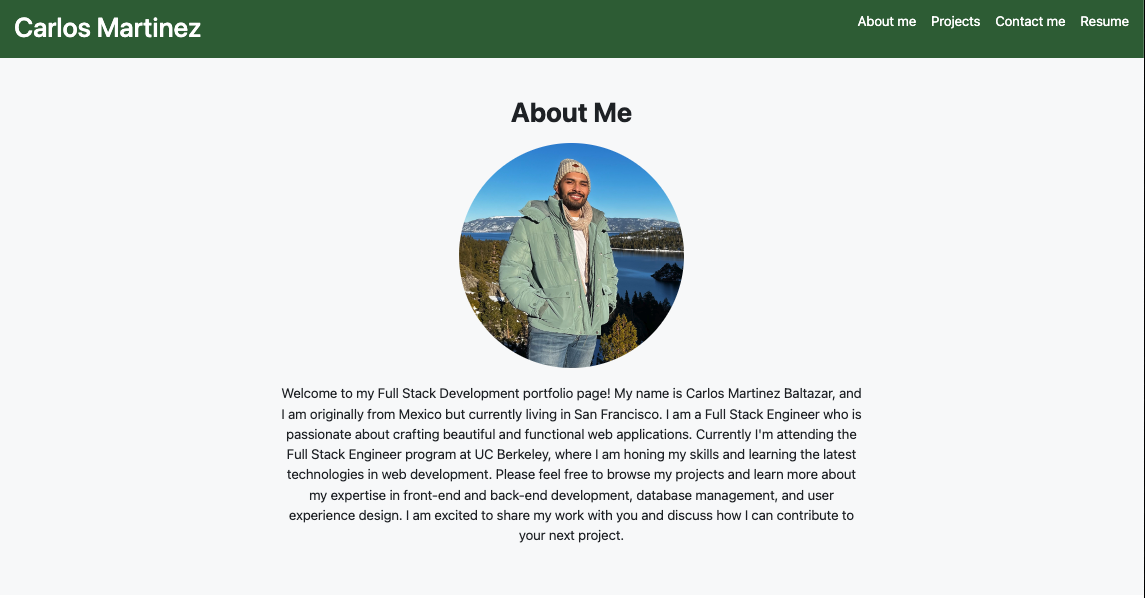 Carlos Martinez
About me Projects Contact me Resume
About Me
Welcome to my Full Stack Development portfolio page! My name is Carlos Martinez Baltazar, and
I am originally from Mexico but currently living in San Francisco. I am a Full Stack Engineer who is
passionate about crafting beautiful and functional web applications. Currently I'm attending the
Full Stack Engineer program at UC Berkeley, where I am honing my skills and learning the latest
technologies in web development. Please feel free to browse my projects and learn more about
my expertise in front-end and back-end development, database management, and user
experience design. I am excited to share my work with you and discuss how I can contribute to
your next project.